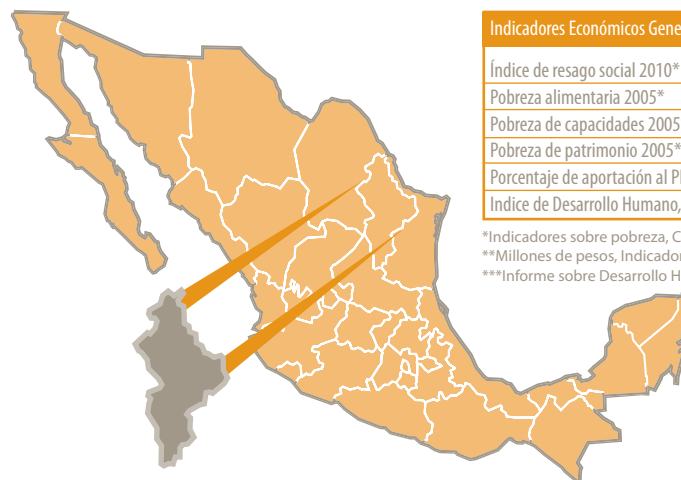 Indicadores Económicos Gene
Índice de resago social 2010*
Pobreza alimentaria 2005*
Pobreza de capacidades 2005
Pobreza de patrimonio 2005*
Porcentaje de aportación al P
Indice de Desarrollo Humano,
*Indicadores sobre pobreza, C
**Millones de pesos, Indicador
***Informe sobre Desarrollo H